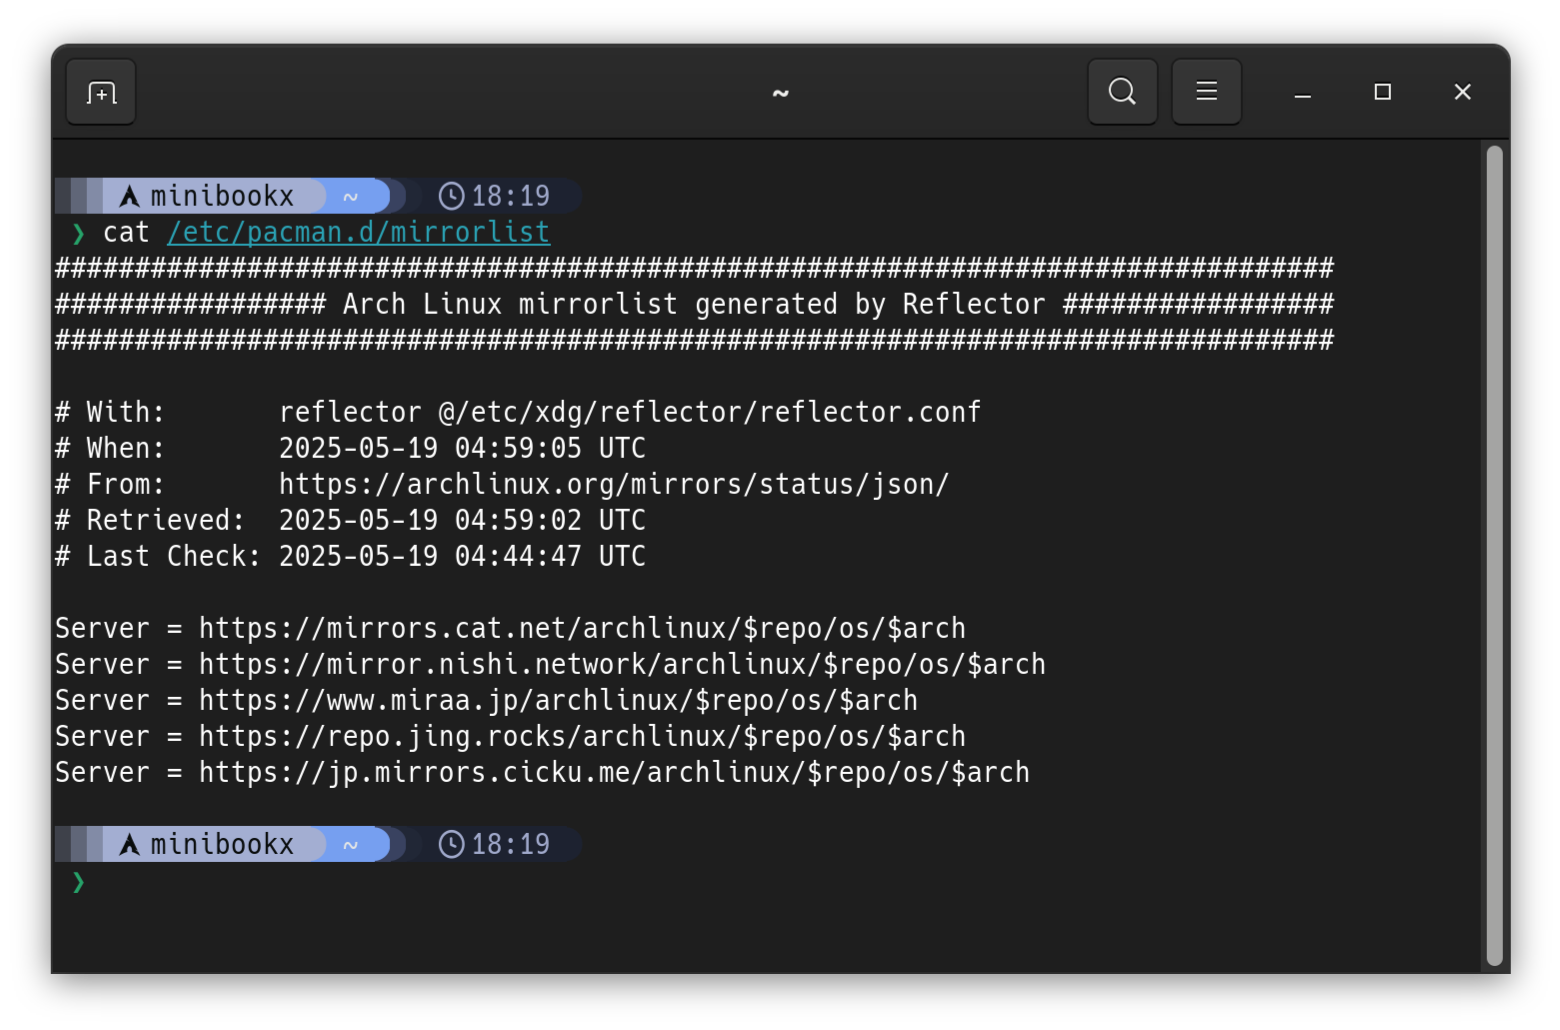 ~
minibookx ~ 18:19
❯ cat /etc/pacman.d/mirrorlist
################################################################################
################# Arch Linux mirrorlist generated by Reflector #################
################################################################################
# With:       reflector @/etc/xdg/reflector/reflector.conf
# When:       2025-05-19 04:59:05 UTC
# From:       https://archlinux.org/mirrors/status/json/
# Retrieved:  2025-05-19 04:59:02 UTC
# Last Check: 2025-05-19 04:44:47 UTC
Server = https://mirrors.cat.net/archlinux/$repo/os/$arch
Server = https://mirror.nishi.network/archlinux/$repo/os/$arch
Server = https://www.miraa.jp/archlinux/$repo/os/$arch
Server = https://repo.jing.rocks/archlinux/$repo/os/$arch
Server = https://jp.mirrors.cicku.me/archlinux/$repo/os/$arch
minibookx ~ 18:19
❯